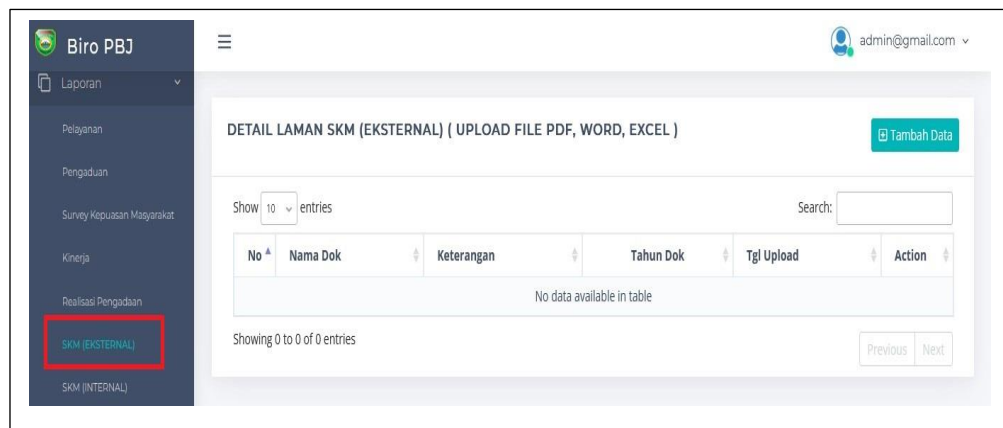 Biro PBJ
admin@gmail.com
Laporan
Pelayanan
Pengaduan
Survey Kepuasan Masyarakat
Kinerja
Realisasi Pengadaan
SKM (EKSTERNAL)
SKM (INTERNAL)
DETAIL LAMAN SKM (EKSTERNAL) ( UPLOAD FILE PDF, WORD, EXCEL )
Tambah Data
Show 10 entries
Search:
No Nama Dok Keterangan Tahun Dok Tgl Upload Action
No data available in table
Showing 0 to 0 of 0 entries
Previous Next